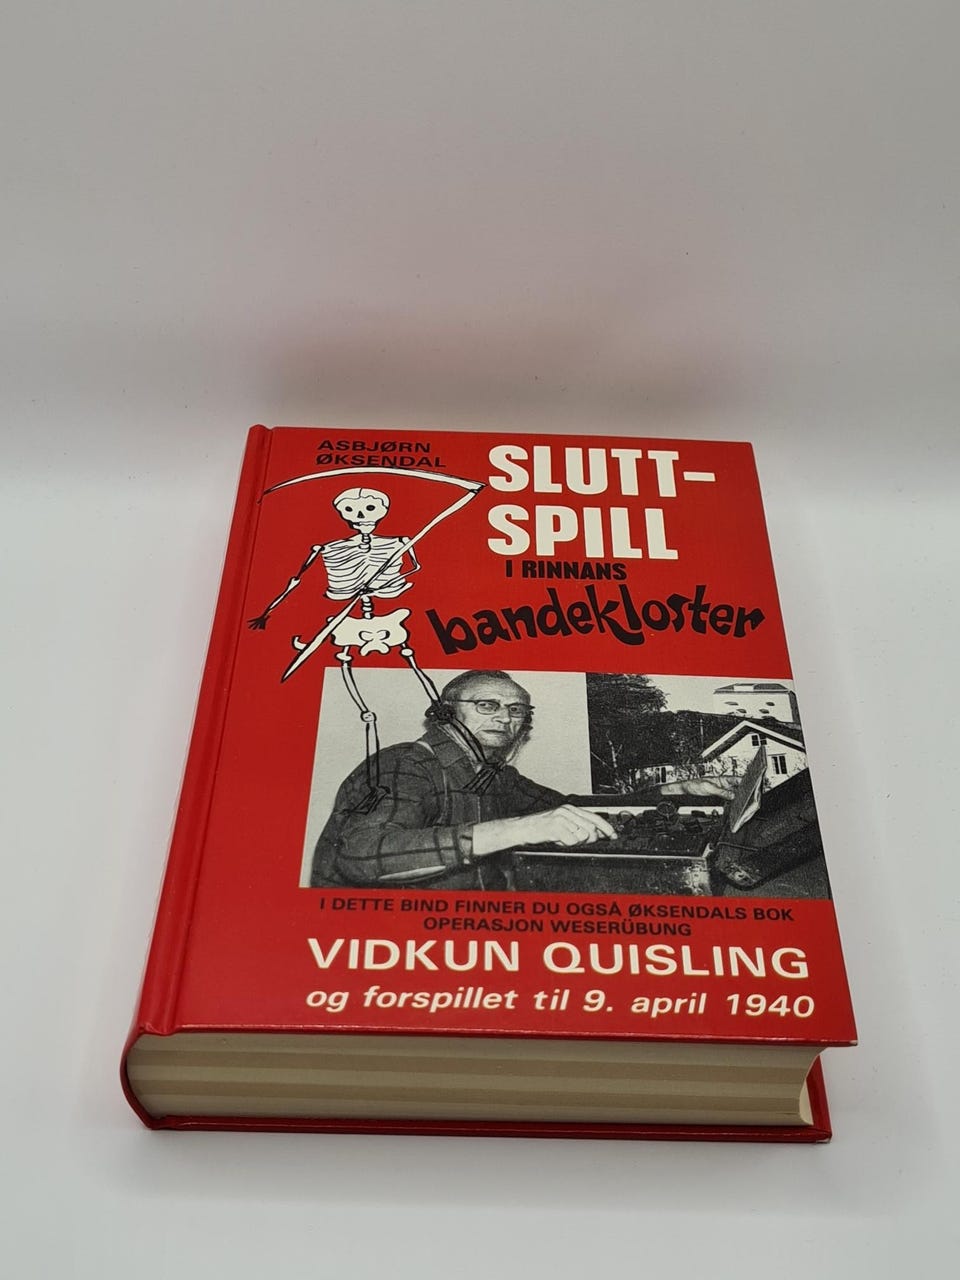 ASBJØRN
ØKSENDAL
SLUTT-
SPILL
I RINNANS
bandekloster
I DETTE BIND FINNER DU OGSÅ ØKSENDALS BOK
OPERASJON WESERÜBUNG
VIDKUN QUISLING
og forspillet til 9. april 1940